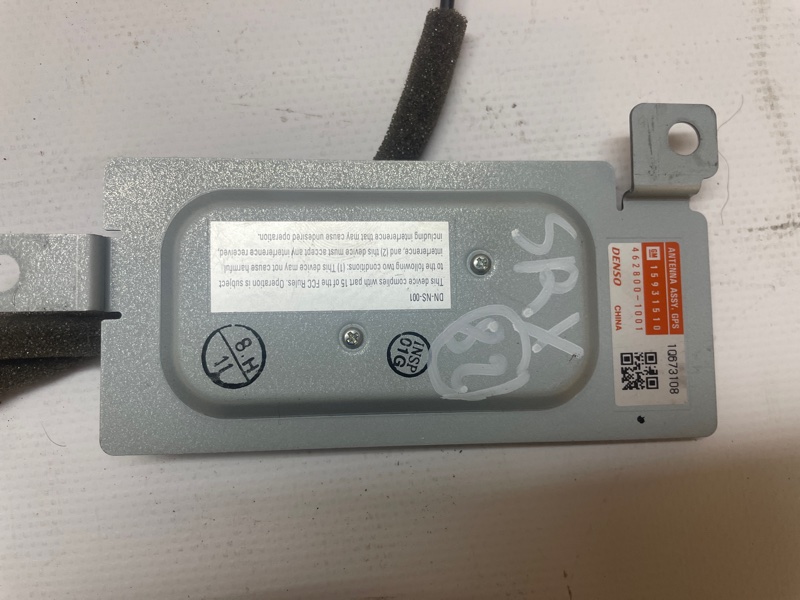 ANTENNA ASSY, GPS
GM 15931510
462800-1001
DENSO CHINA
10873108
SRX
82
DN-NS-001
This device complies with part 15 of the FCC Rules. Operation is subject
to the following two conditions: (1) This device may not cause harmful
interference, and (2) this device must accept any interference received,
including interference that may cause undesired operation.
INSP
01G
8.H
11